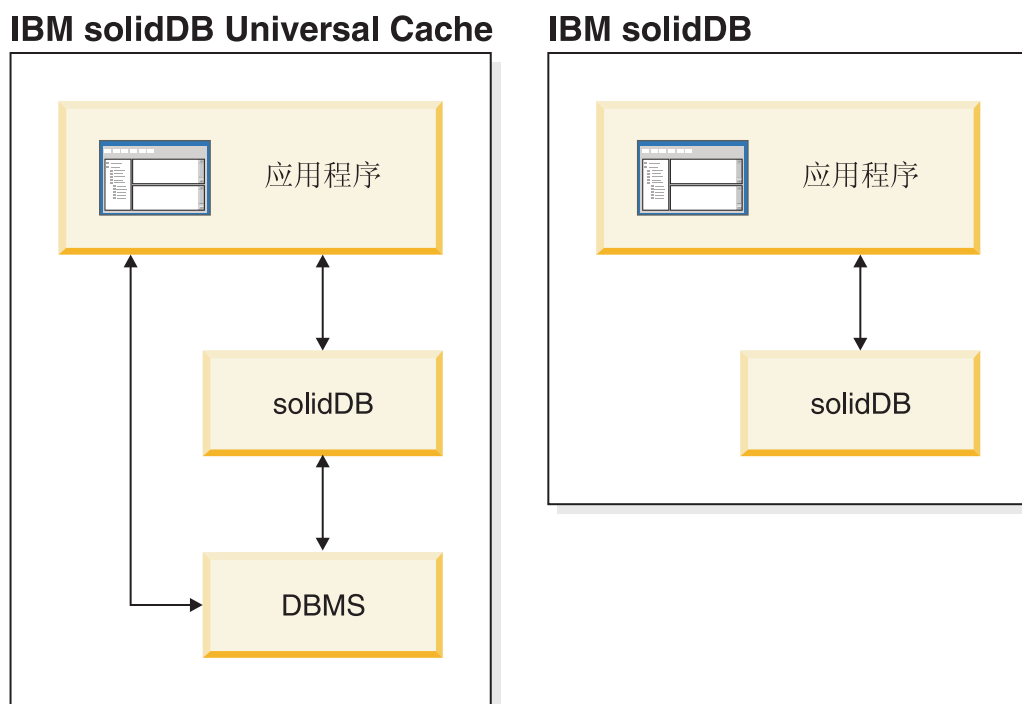 IBM solidDB Universal Cache
应用程序
solidDB
DBMS
IBM solidDB
应用程序
solidDB